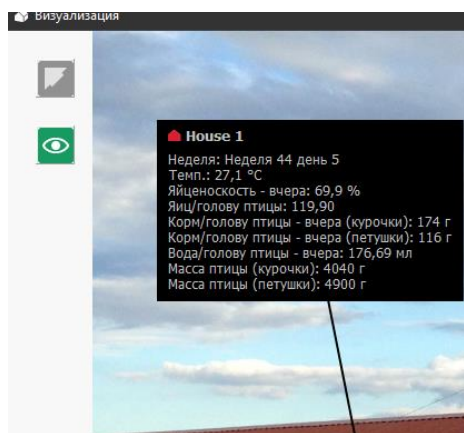 Визуализация
House 1
Неделя: Неделя 44 день 5
Темп.: 27,1 °C
Яйценоскость - вчера: 69,9 %
Яиц/голову птицы: 119,90
Корм/голову птицы - вчера (курочки): 174 г
Корм/голову птицы - вчера (петушки): 116 г
Вода/голову птицы - вчера: 176,69 мл
Масса птицы (курочки): 4040 г
Масса птицы (петушки): 4900 г